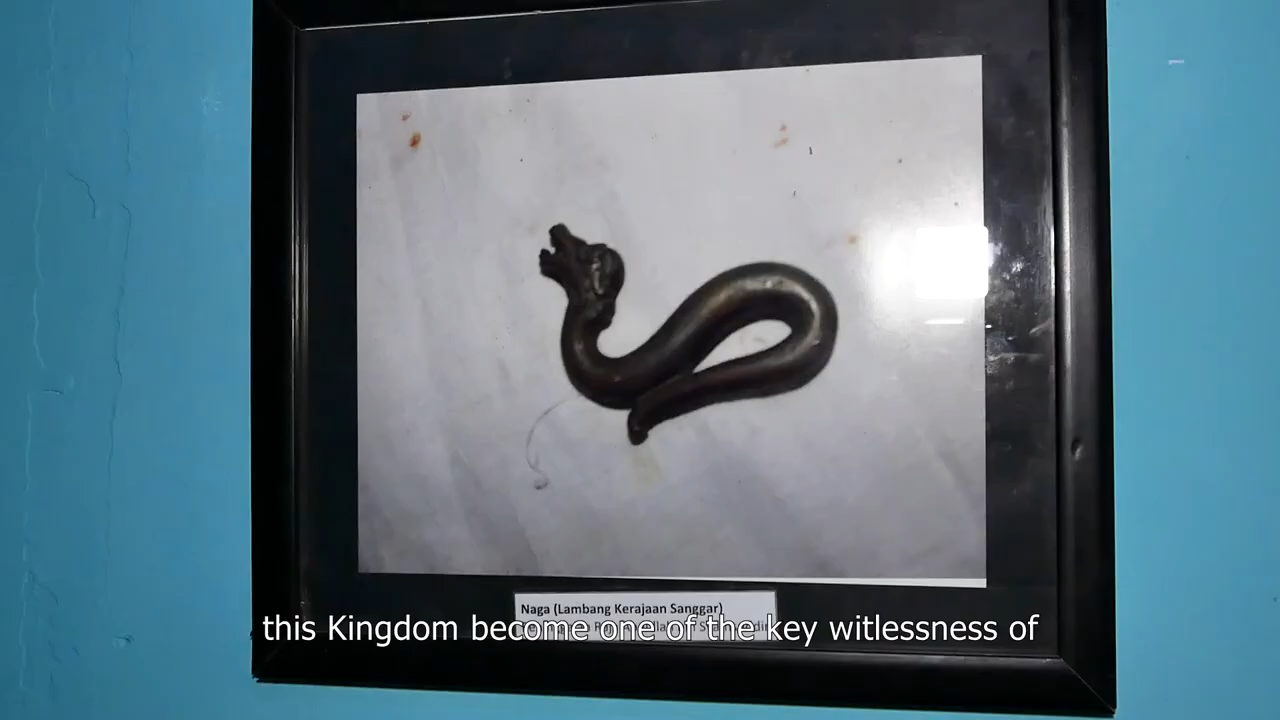 Naga (Lambang Kerajaan Sanggar)
this Kingdom become one of the key witlessness of